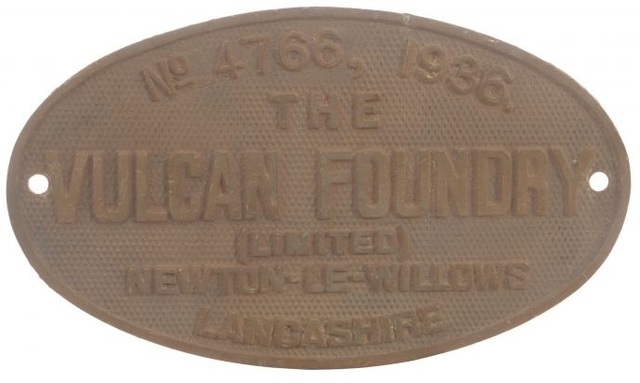 No 4766, 1936.
THE
VULCAN FOUNDRY
(LIMITED)
NEWTON-LE-WILLOWS
LANCASHIRE